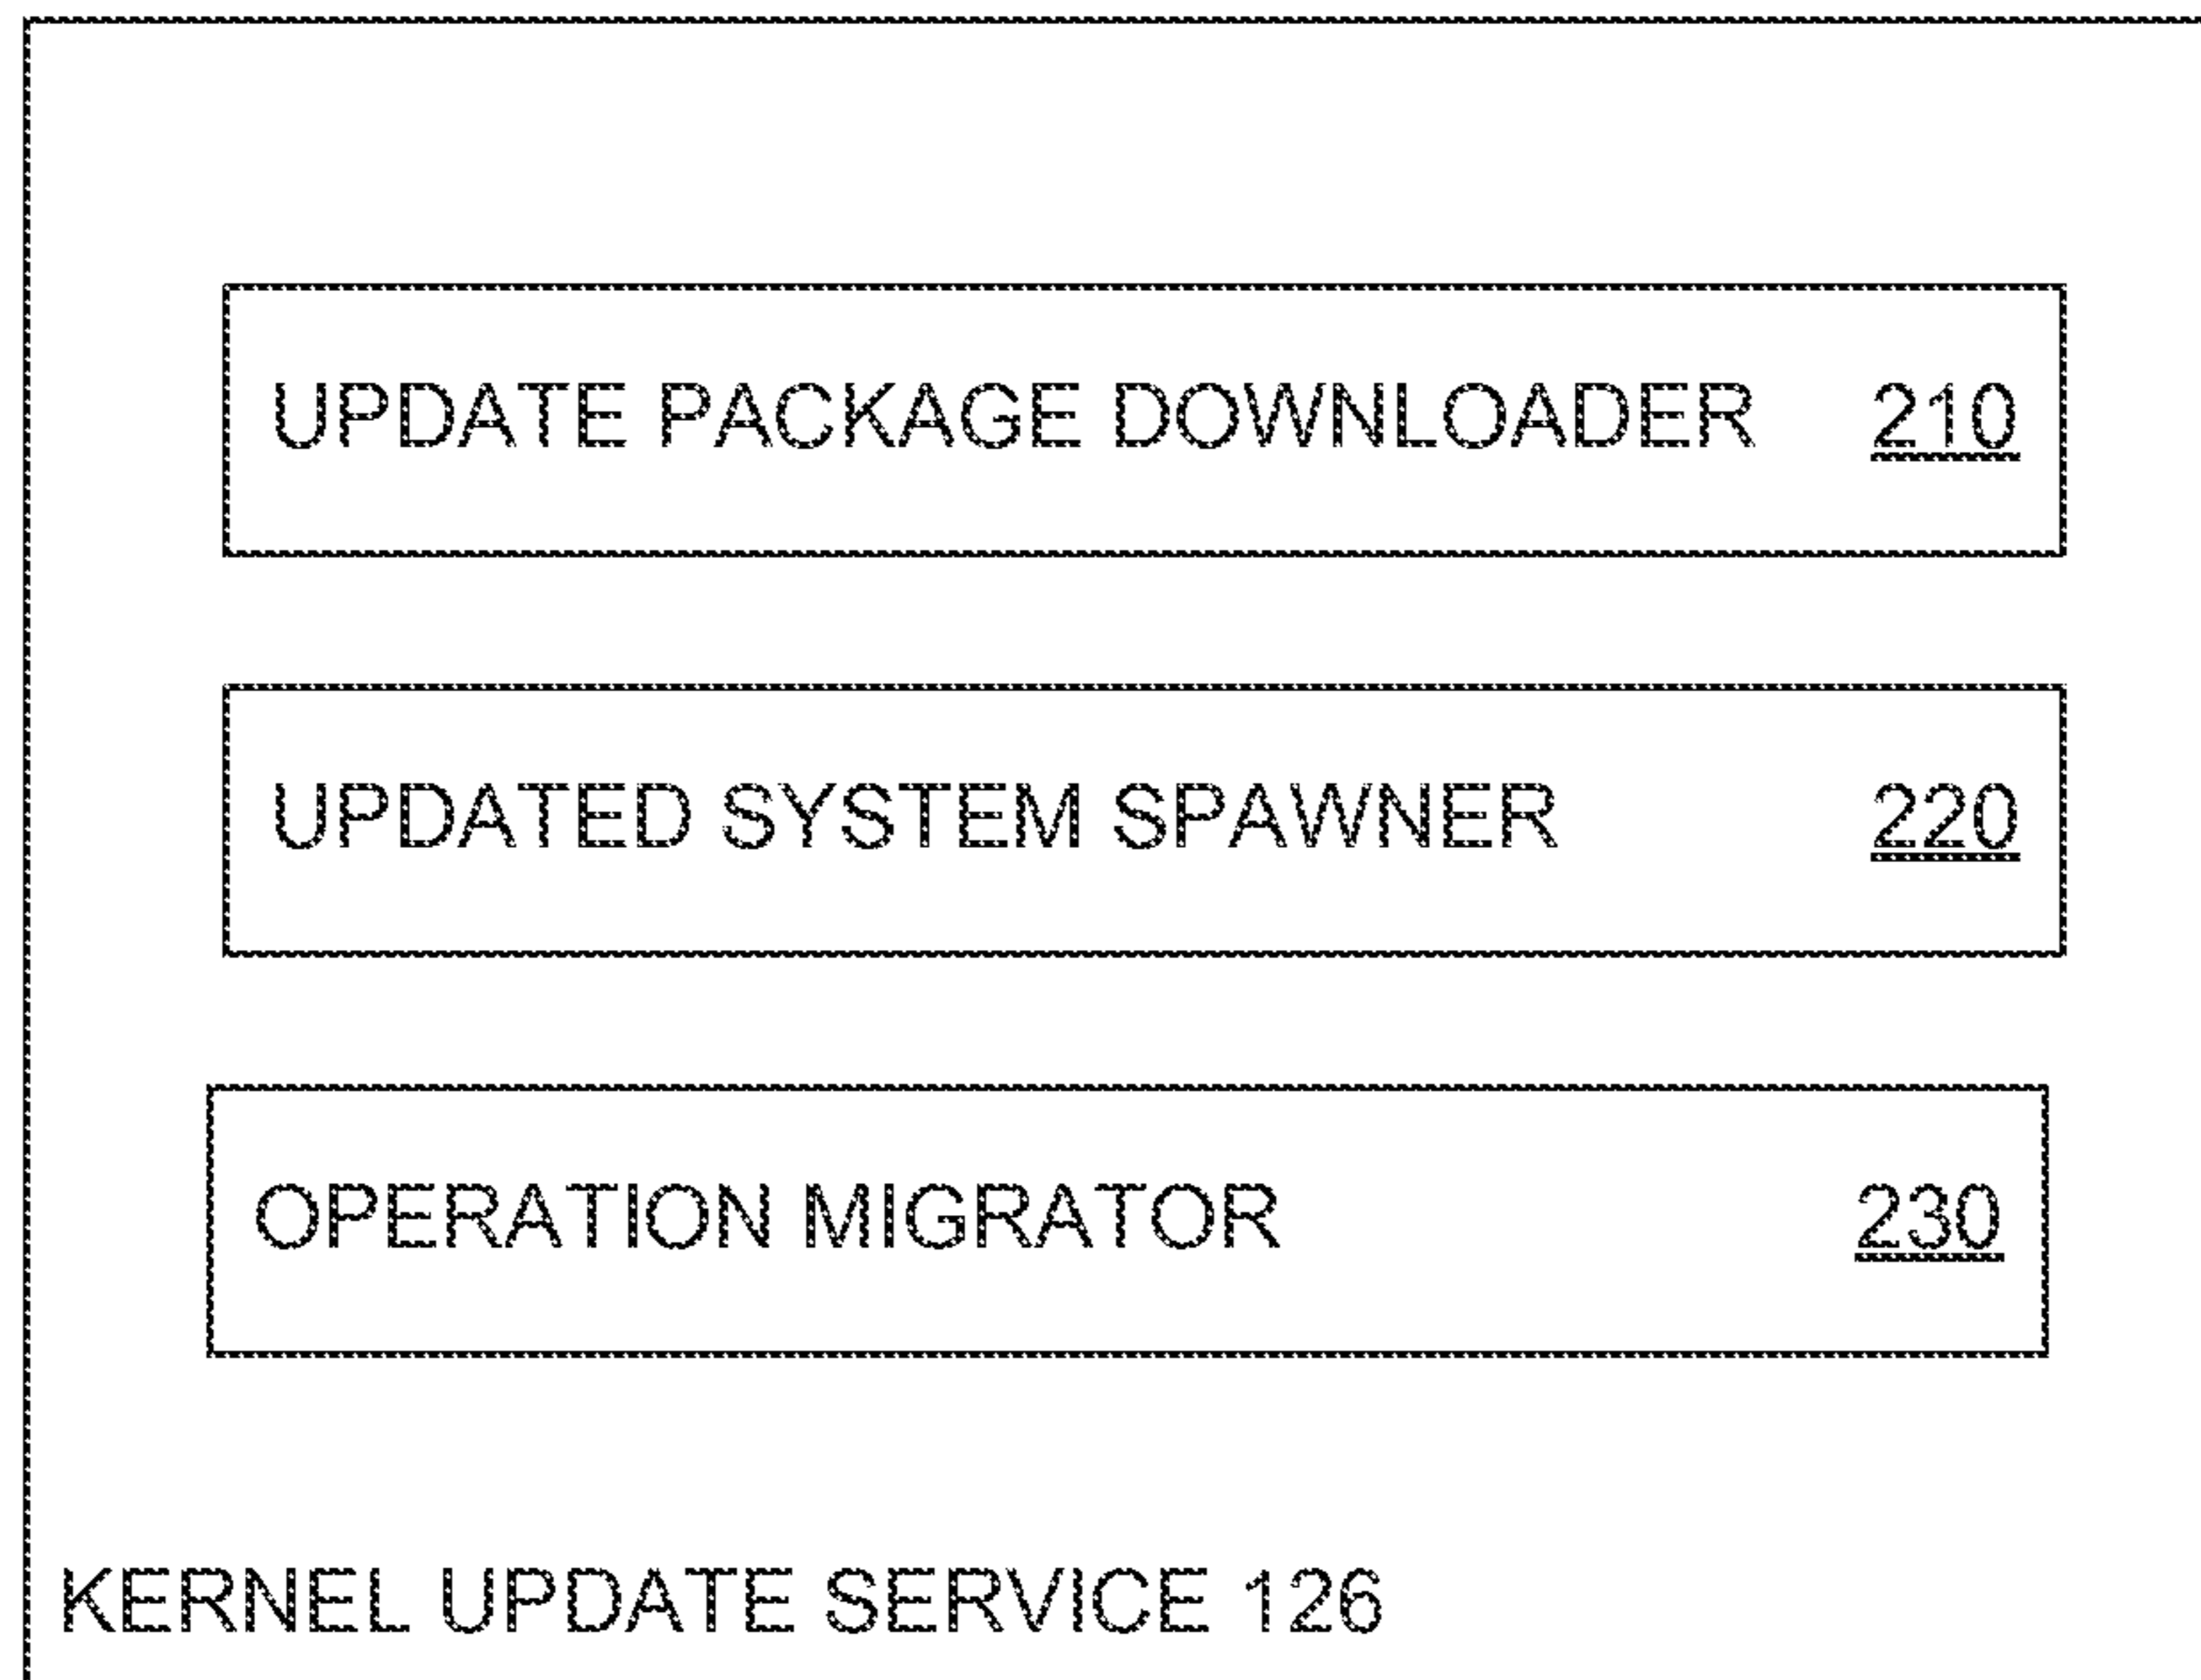 UPDATE PACKAGE DOWNLOADER 210
UPDATED SYSTEM SPAWNER 220
OPERATION MIGRATOR 230
KERNEL UPDATE SERVICE 126